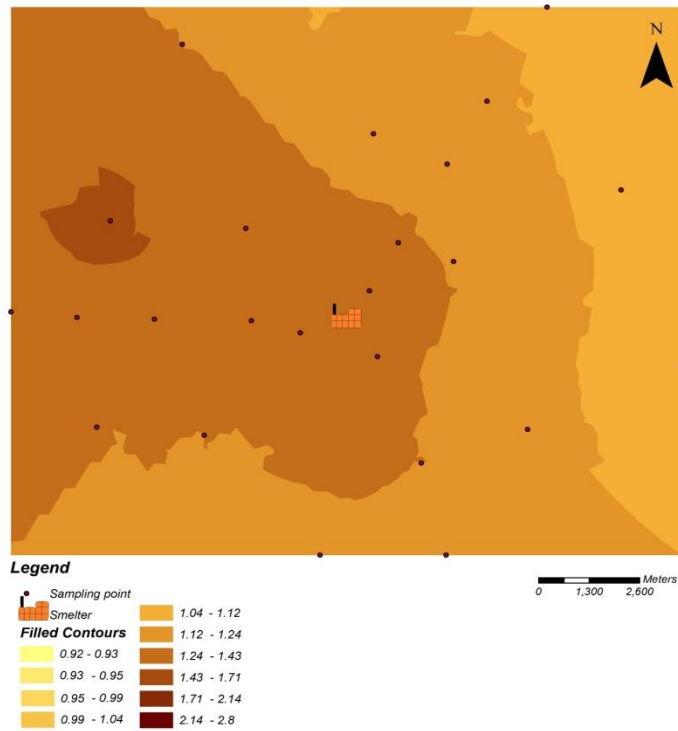 N
Legend
Sampling point
Smelter
Filled Contours
0.92 - 0.93
0.93 - 0.95
0.95 - 0.99
0.99 - 1.04
1.04 - 1.12
1.12 - 1.24
1.24 - 1.43
1.43 - 1.71
1.71 - 2.14
2.14 - 2.8
Meters
0 1,300 2,600